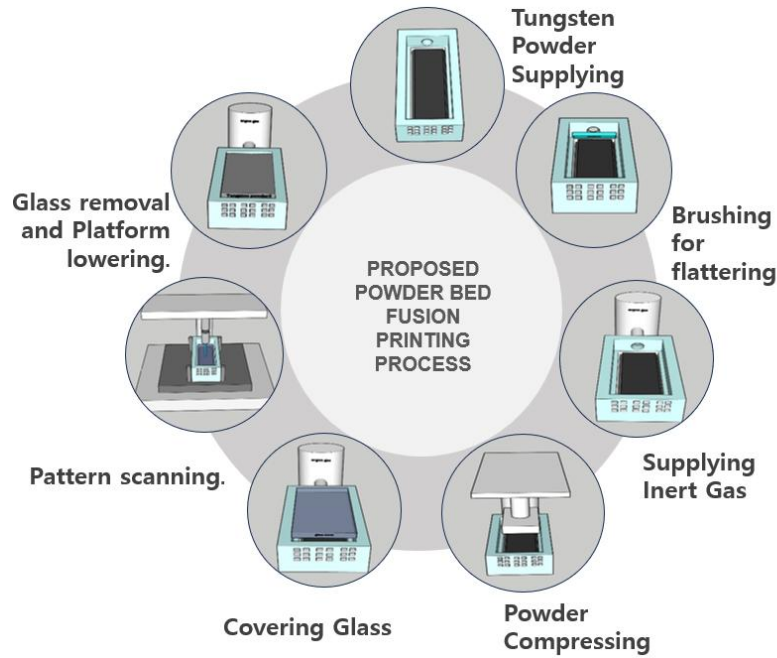 Tungsten
Powder
Supplying
Brushing
for
flattering
Supplying
Inert Gas
Powder
Compressing
Covering Glass
Pattern scanning.
Glass removal
and Platform
lowering.
PROPOSED
POWDER BED
FUSION
PRINTING
PROCESS